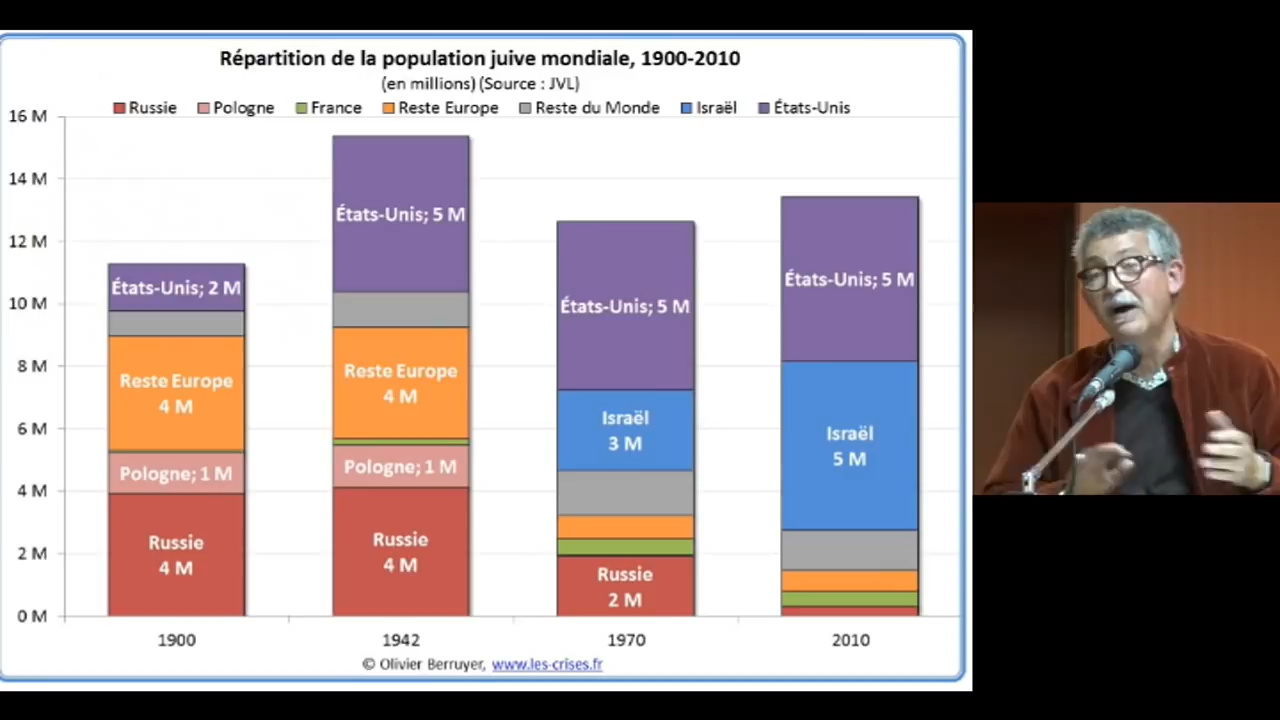 Répartition de la population juive mondiale, 1900-2010
(en millions) (Source : JVL)
Russie Pologne France Reste Europe Reste du Monde Israël États-Unis
16 M
14 M
12 M
10 M
8 M
6 M
4 M
2 M
0 M
États-Unis; 2 M
Reste Europe
4 M
Pologne; 1 M
Russie
4 M
États-Unis; 5 M
Reste Europe
4 M
Pologne; 1 M
Russie
4 M
États-Unis; 5 M
Israël
3 M
Russie
2 M
États-Unis; 5 M
Israël
5 M
1900 1942 1970 2010
© Olivier Berruyer, www.les-crises.fr